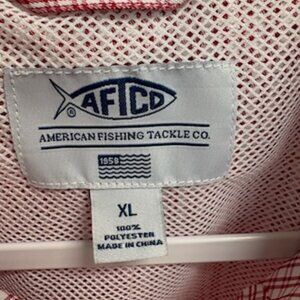 AFTCO
®
AMERICAN FISHING TACKLE CO.
1958
XL
100%
POLYESTER
MADE IN CHINA